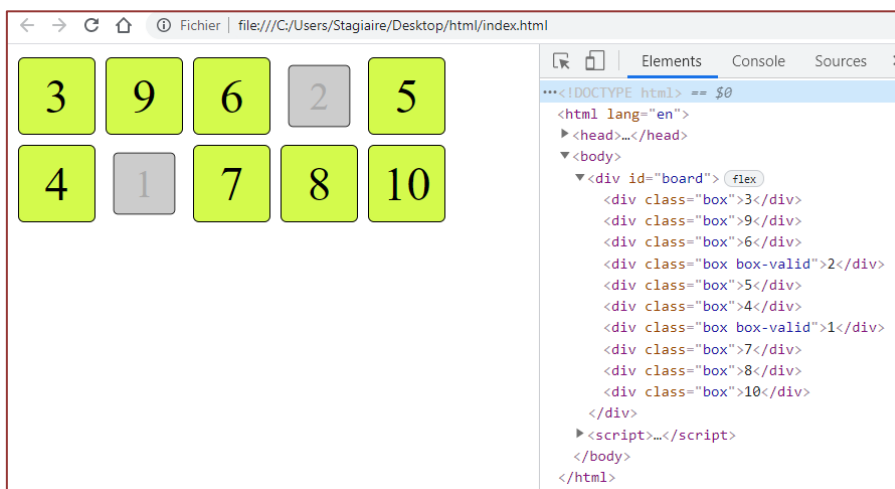 Fichier | file:///C:/Users/Stagiaire/Desktop/html/index.html
3 9 6 2 5
4 1 7 8 10
Elements Console Sources
•••<!DOCTYPE html> == $0
<html lang="en">
▶<head>…</head>
▼<body>
▼<div id="board"> flex
<div class="box">3</div>
<div class="box">9</div>
<div class="box">6</div>
<div class="box box-valid">2</div>
<div class="box">5</div>
<div class="box">4</div>
<div class="box box-valid">1</div>
<div class="box">7</div>
<div class="box">8</div>
<div class="box">10</div>
</div>
▶<script>…</script>
</body>
</html>